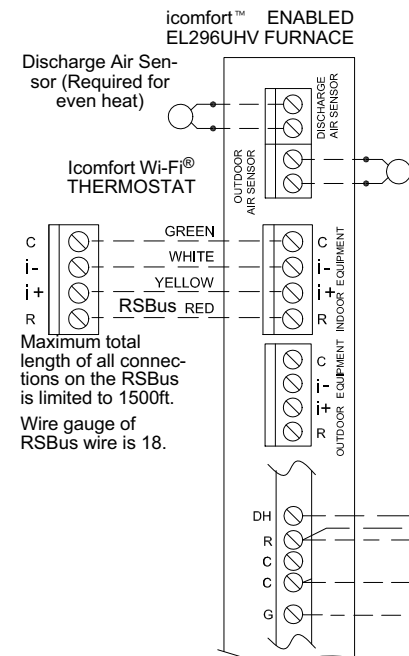 icomfort™ ENABLED
EL296UHV FURNACE
Discharge Air Sen-
sor (Required for
even heat)
DISCHARGE
AIR SENSOR
OUTDOOR
AIR SENSOR
Icomfort Wi-Fi®
THERMOSTAT
C
i-
i+
R
GREEN
WHITE
YELLOW
RSBus RED
C
i-
i+
R
INDOOR EQUIPMENT
Maximum total
length of all connec-
tions on the RSBus
is limited to 1500ft.
Wire gauge of
RSBus wire is 18.
C
i-
i+
R
OUTDOOR EQUIPMENT
DH
R
C
C
G